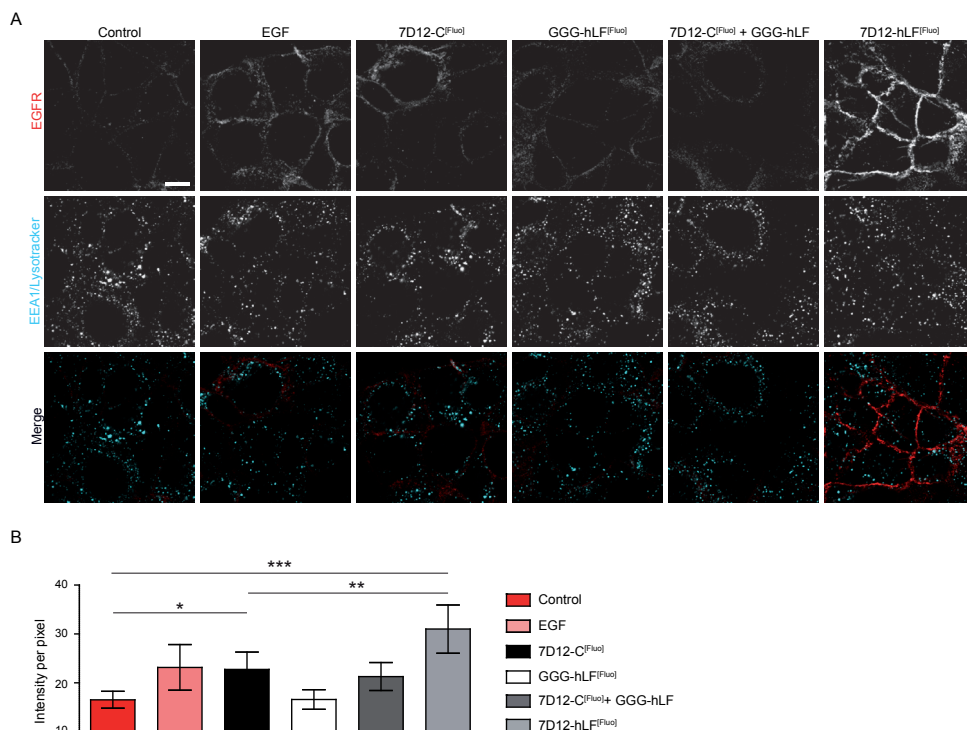 A
Control EGF 7D12-C[Fluo] GGG-hLF[Fluo] 7D12-C[Fluo] + GGG-hLF 7D12-hLF[Fluo]
EGFR
EEA1/Lysotracker
Merge
B
***
**
*
40
30
20
10
Intensity per pixel
Control
EGF
7D12-C[Fluo]
GGG-hLF[Fluo]
7D12-C[Fluo]+ GGG-hLF
7D12-hLF[Fluo]